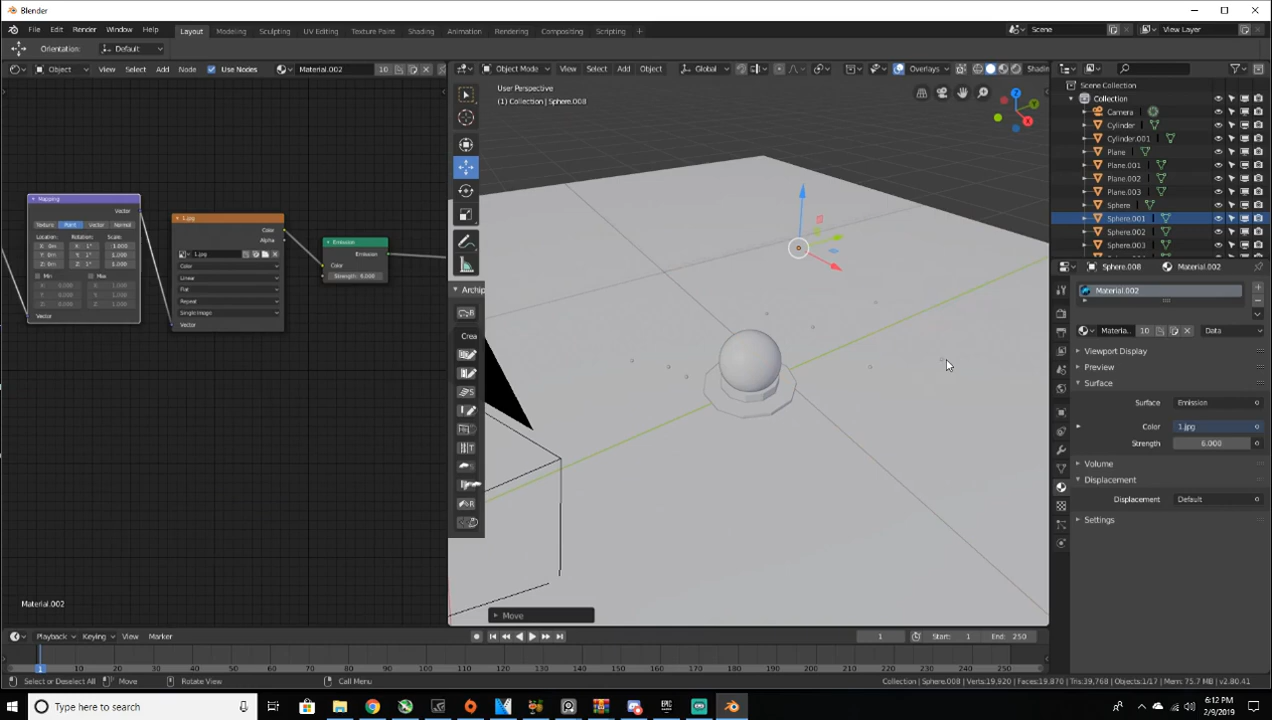 Blender
File Edit Render Window Help Layout Modeling Sculpting UV Editing Texture Paint Shading Animation Rendering Compositing Scripting + Scene View Layer
Orientation: Default
Object View Select Add Node Use Nodes Material.002 10
Object Mode View Select Add Object Global Overlays Shadin
User Perspective
(1) Collection | Sphere.008
Z
Y
X
Scene Collection
Collection
Camera
Cylinder
Cylinder.001
Plane
Plane.001
Plane.002
Plane.003
Sphere
Sphere.001
Sphere.002
Sphere.003
Mapping
Vector
Texture Point Vector Normal
Location: Rotation: Scale:
X: 0m X: 1° 1.000
Y: 0m Y: 1° 1.000
Z: 0m Z: 1° 1.000
Min Max
Vector
1.jpg
Color
Alpha
1.jpg
Color
Linear
Flat
Repeat
Single Image
Vector
Emission
Emission
Color
Strength: 6.000
Archip
Crea
Move
Material.002
Sphere.008 Material.002
Material.002
Materia... 10 Data
Viewport Display
Preview
Surface
Surface Emission
Color 1.jpg
Strength 6.000
Volume
Displacement
Displacement Default
Settings
Playback Keying View Marker 1 Start: 1 End: 250
1 10 20 30 40 50 60 70 80 90 100 110 120 130 140 150 160 170 180 190 200 210 220 230 240 250
Select or Deselect All Move Rotate View Call Menu Collection | Sphere.008 | Verts:19,920 | Faces:19,870 | Tris:39,768 | Objects:1/17 | Mem: 75.7 MB | v2.80.41
Type here to search
6:12 PM
2/9/2019